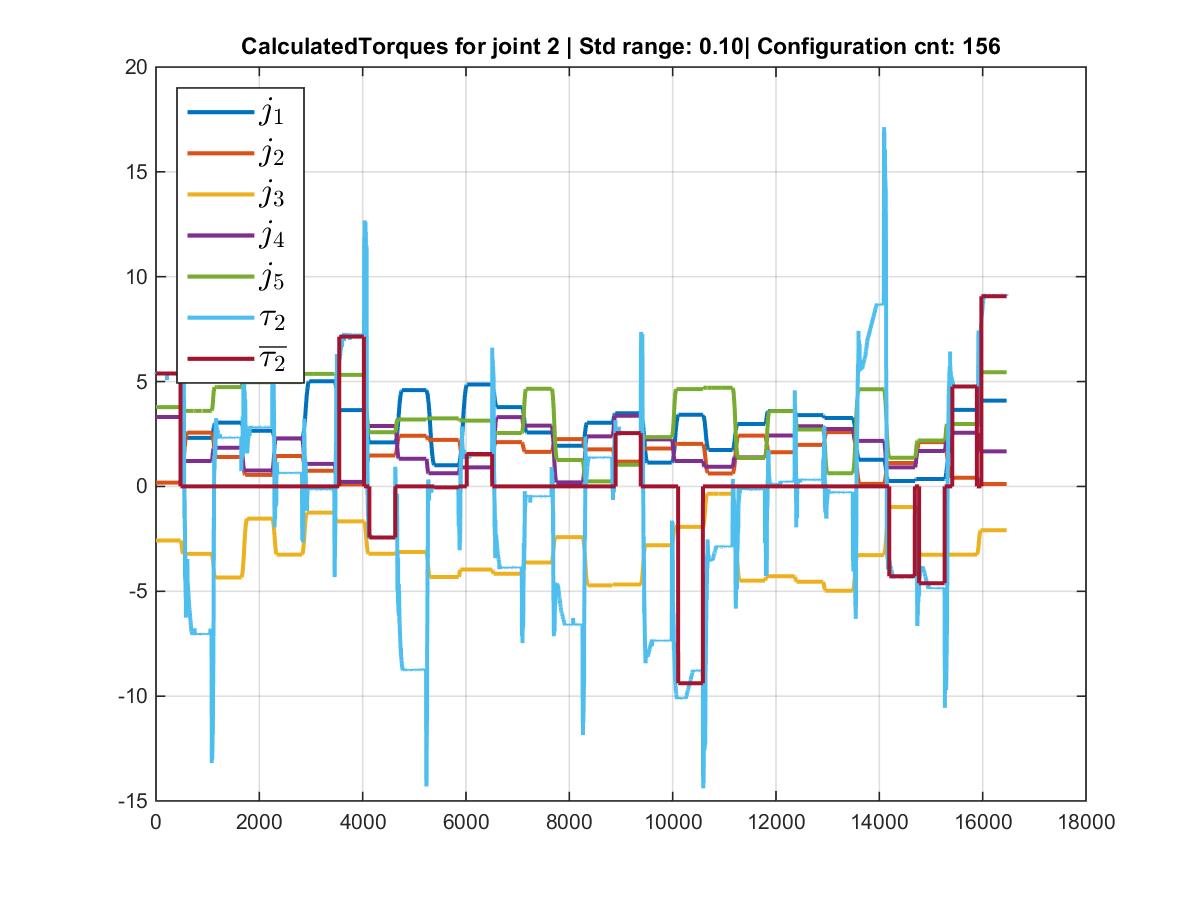 CalculatedTorques for joint 2 | Std range: 0.10| Configuration cnt: 156
20
15
10
5
0
-5
-10
-15
j₁
j₂
j₃
j₄
j₅
τ₂
τ̅₂
0 2000 4000 6000 8000 10000 12000 14000 16000 18000